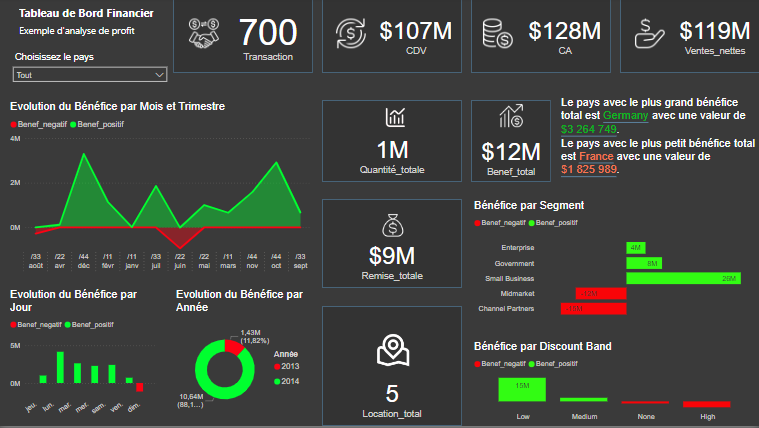 Tableau de Bord Financier
Exemple d'analyse de profit
Choisissez le pays
Tout
700
Transaction
$107M
CDV
$128M
CA
$119M
Ventes_nettes
Evolution du Bénéfice par Mois et Trimestre
Benef_negatif Benef_positif
4M
2M
0M
/33 /22 /44 /11 /11 /33 /22 /22 /11 /44 /44 /33
août avr déc févr janv juil juin mai mars nov oct sept
1M
Quantité_totale
$12M
Benef_total
Le pays avec le plus grand bénéfice
total est Germany avec une valeur de
$3 264 749.
Le pays avec le plus petit bénéfice total
est France avec une valeur de
$1 825 989.
$9M
Remise_totale
Bénéfice par Segment
Benef_negatif Benef_positif
Enterprise 4M
Government 8M
Small Business 26M
Midmarket
Channel Partners
Evolution du Bénéfice par
Jour
Benef_negatif Benef_positif
5M
0M
jeu. lun. mar. mer. sam. ven. dim.
Evolution du Bénéfice par
Année
1,43M
(11,82%)
10,64M
(88,1...)
Année
2013
2014
5
Location_total
Bénéfice par Discount Band
Benef_negatif Benef_positif
15M
Low Medium None High